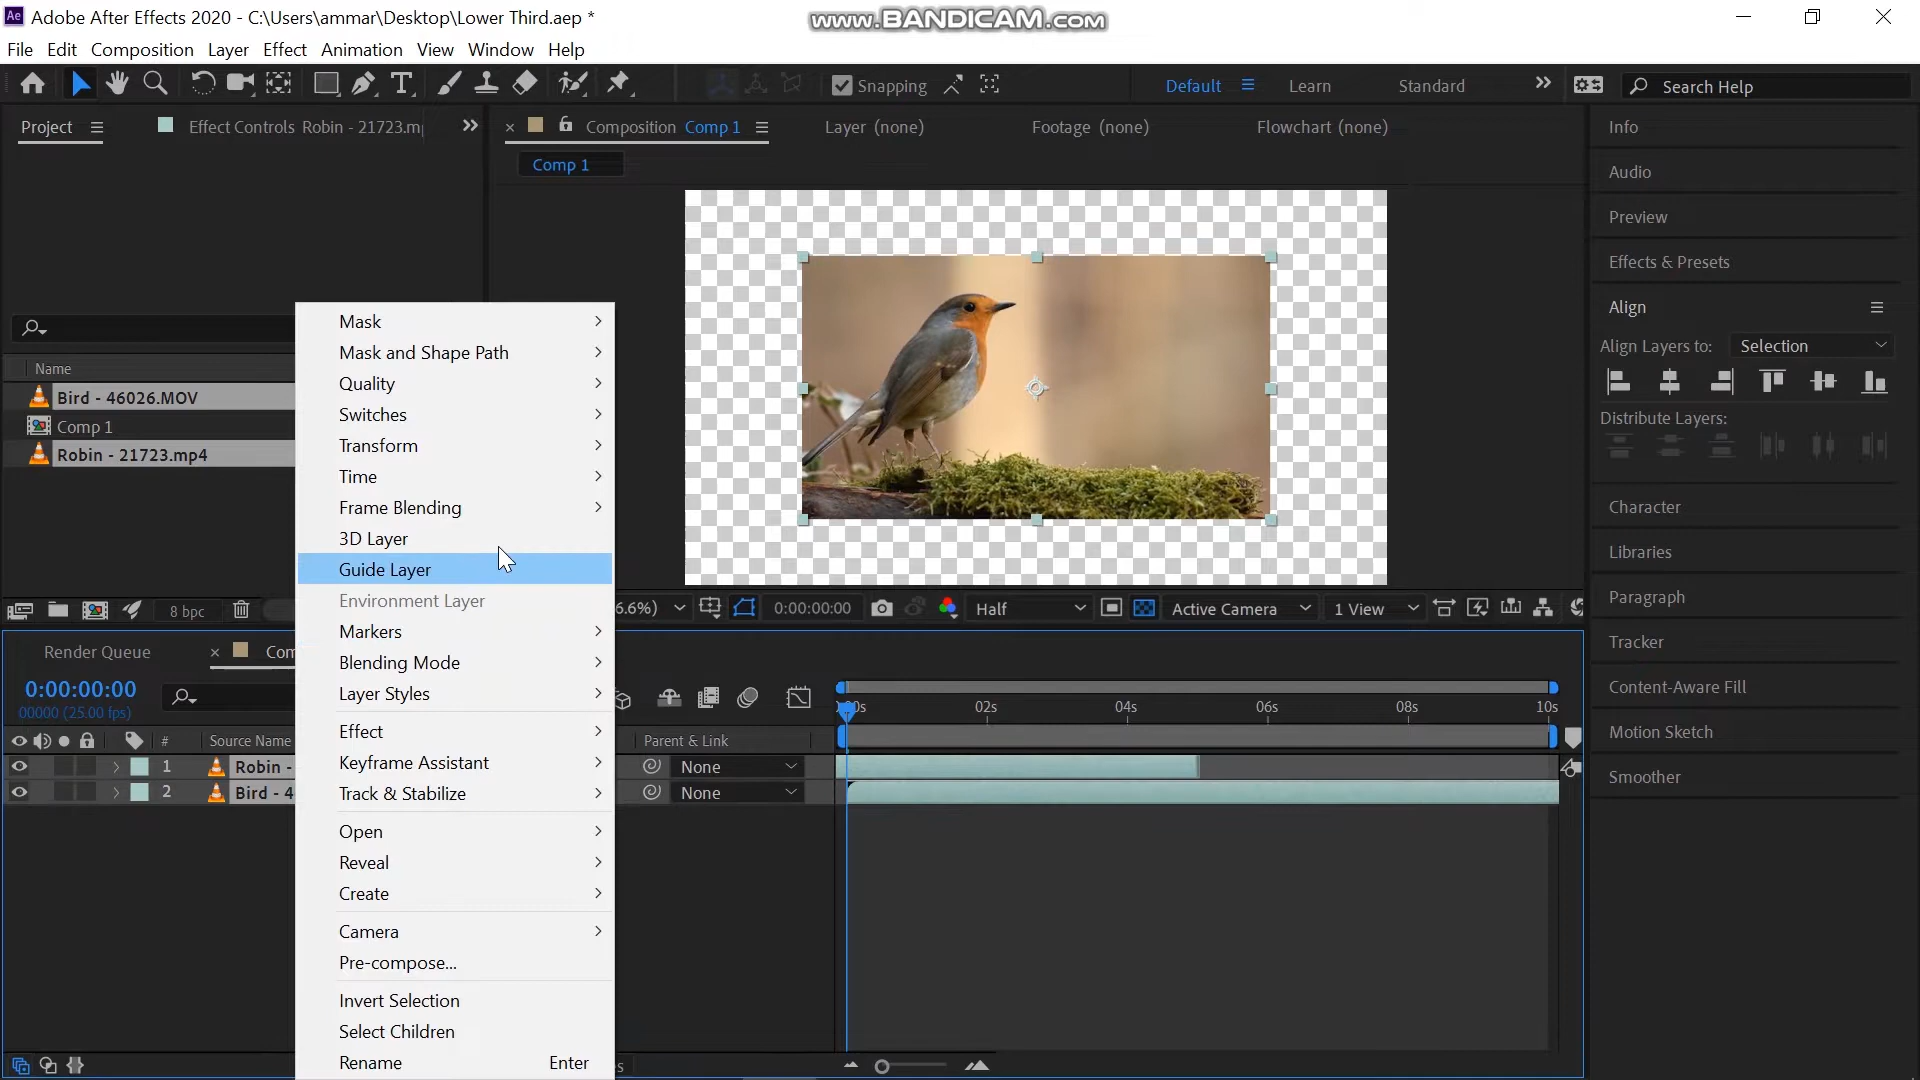 Ae Adobe After Effects 2020 - C:\Users\ammar\Desktop\Lower Third.aep *
www.BANDICAM.com
File Edit Composition Layer Effect Animation View Window Help
Snapping
Default Learn Standard
Search Help
Project
Effect Controls Robin - 21723.m
Composition Comp 1
Layer (none)
Footage (none)
Flowchart (none)
Comp 1
Name
Bird - 46026.MOV
Comp 1
Robin - 21723.mp4
8 bpc
Mask
Mask and Shape Path
Quality
Switches
Transform
Time
Frame Blending
3D Layer
Guide Layer
Environment Layer
Markers
Blending Mode
Layer Styles
Effect
Keyframe Assistant
Track & Stabilize
Open
Reveal
Create
Camera
Pre-compose...
Invert Selection
Select Children
Rename Enter
6.6%) 0:00:00:00 Half Active Camera 1 View
Info
Audio
Preview
Effects & Presets
Align
Align Layers to: Selection
Distribute Layers:
Character
Libraries
Paragraph
Tracker
Content-Aware Fill
Motion Sketch
Smoother
Render Queue
Com
0:00:00:00
00000 (25.00 fps)
# Source Name
Parent & Link
:00s 02s 04s 06s 08s 10s
1 Robin - None
2 Bird - 4 None
s